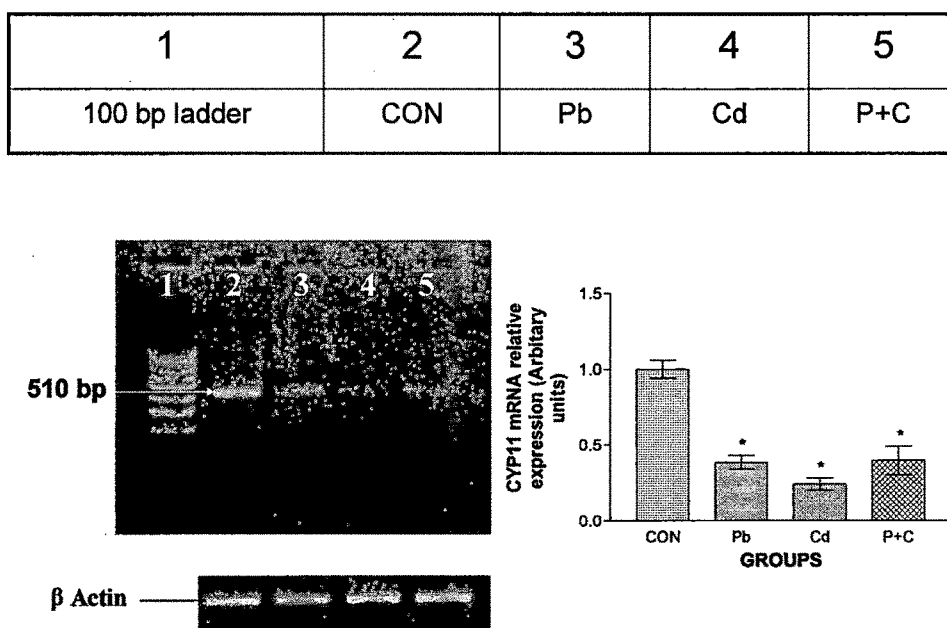 1 2 3 4 5
100 bp ladder CON Pb Cd P+C
1 2 3 4 5
510 bp
β Actin
CYP11 mRNA relative
expression (Arbitary
units)
1.5
1.0
0.5
0.0
* * *
CON Pb Cd P+C
GROUPS